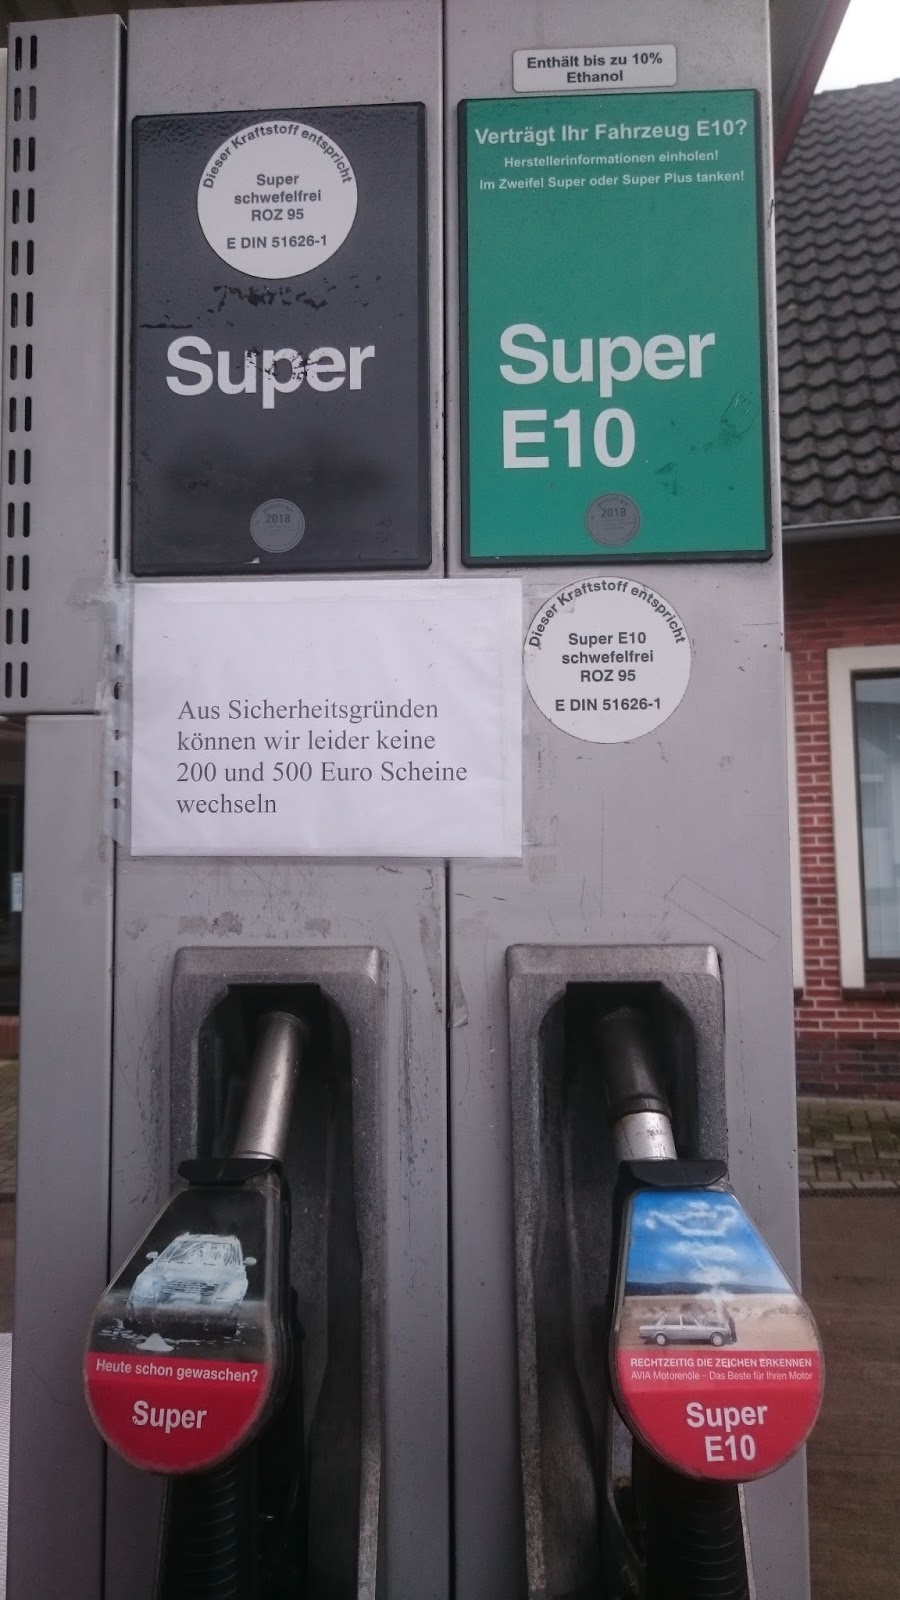 Enthält bis zu 10%
Ethanol
Dieser Kraftstoff entspricht
Super
schwefelfrei
ROZ 95
E DIN 51626-1
Super
2018
Verträgt Ihr Fahrzeug E10?
Herstellerinformationen einholen!
Im Zweifel Super oder Super Plus tanken!
Super
E10
2018
Dieser Kraftstoff entspricht
Super E10
schwefelfrei
ROZ 95
E DIN 51626-1
Aus Sicherheitsgründen
können wir leider keine
200 und 500 Euro Scheine
wechseln
Heute schon gewaschen?
Super
RECHTZEITIG DIE ZEICHEN ERKENNEN
AVIA Motorenöle – Das Beste für Ihren Motor
Super
E10